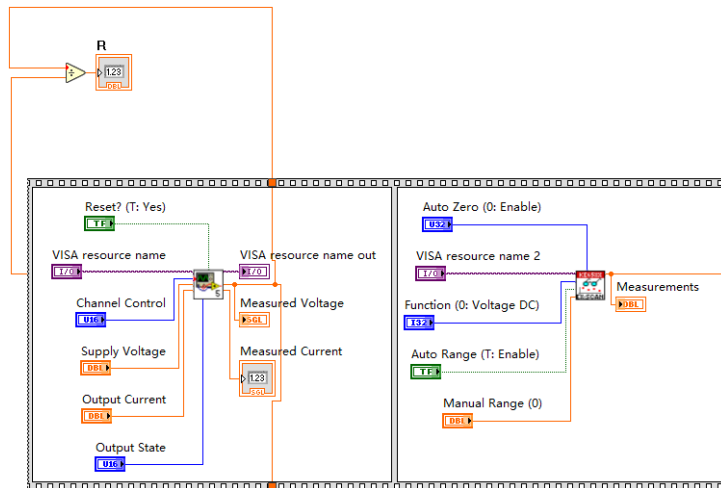 R
1.23
DBL
Reset? (T: Yes)
TF
VISA resource name
I/O
VISA resource name out
I/O
Channel Control
U16
5
Measured Voltage
SGL
Supply Voltage
DBL
Measured Current
1.23
SGL
Output Current
DBL
Output State
U16
Auto Zero (0: Enable)
U32
VISA resource name 2
I/O
Measurements
DBL
Function (0: Voltage DC)
I32
Auto Range (T: Enable)
TF
Manual Range (0)
DBL